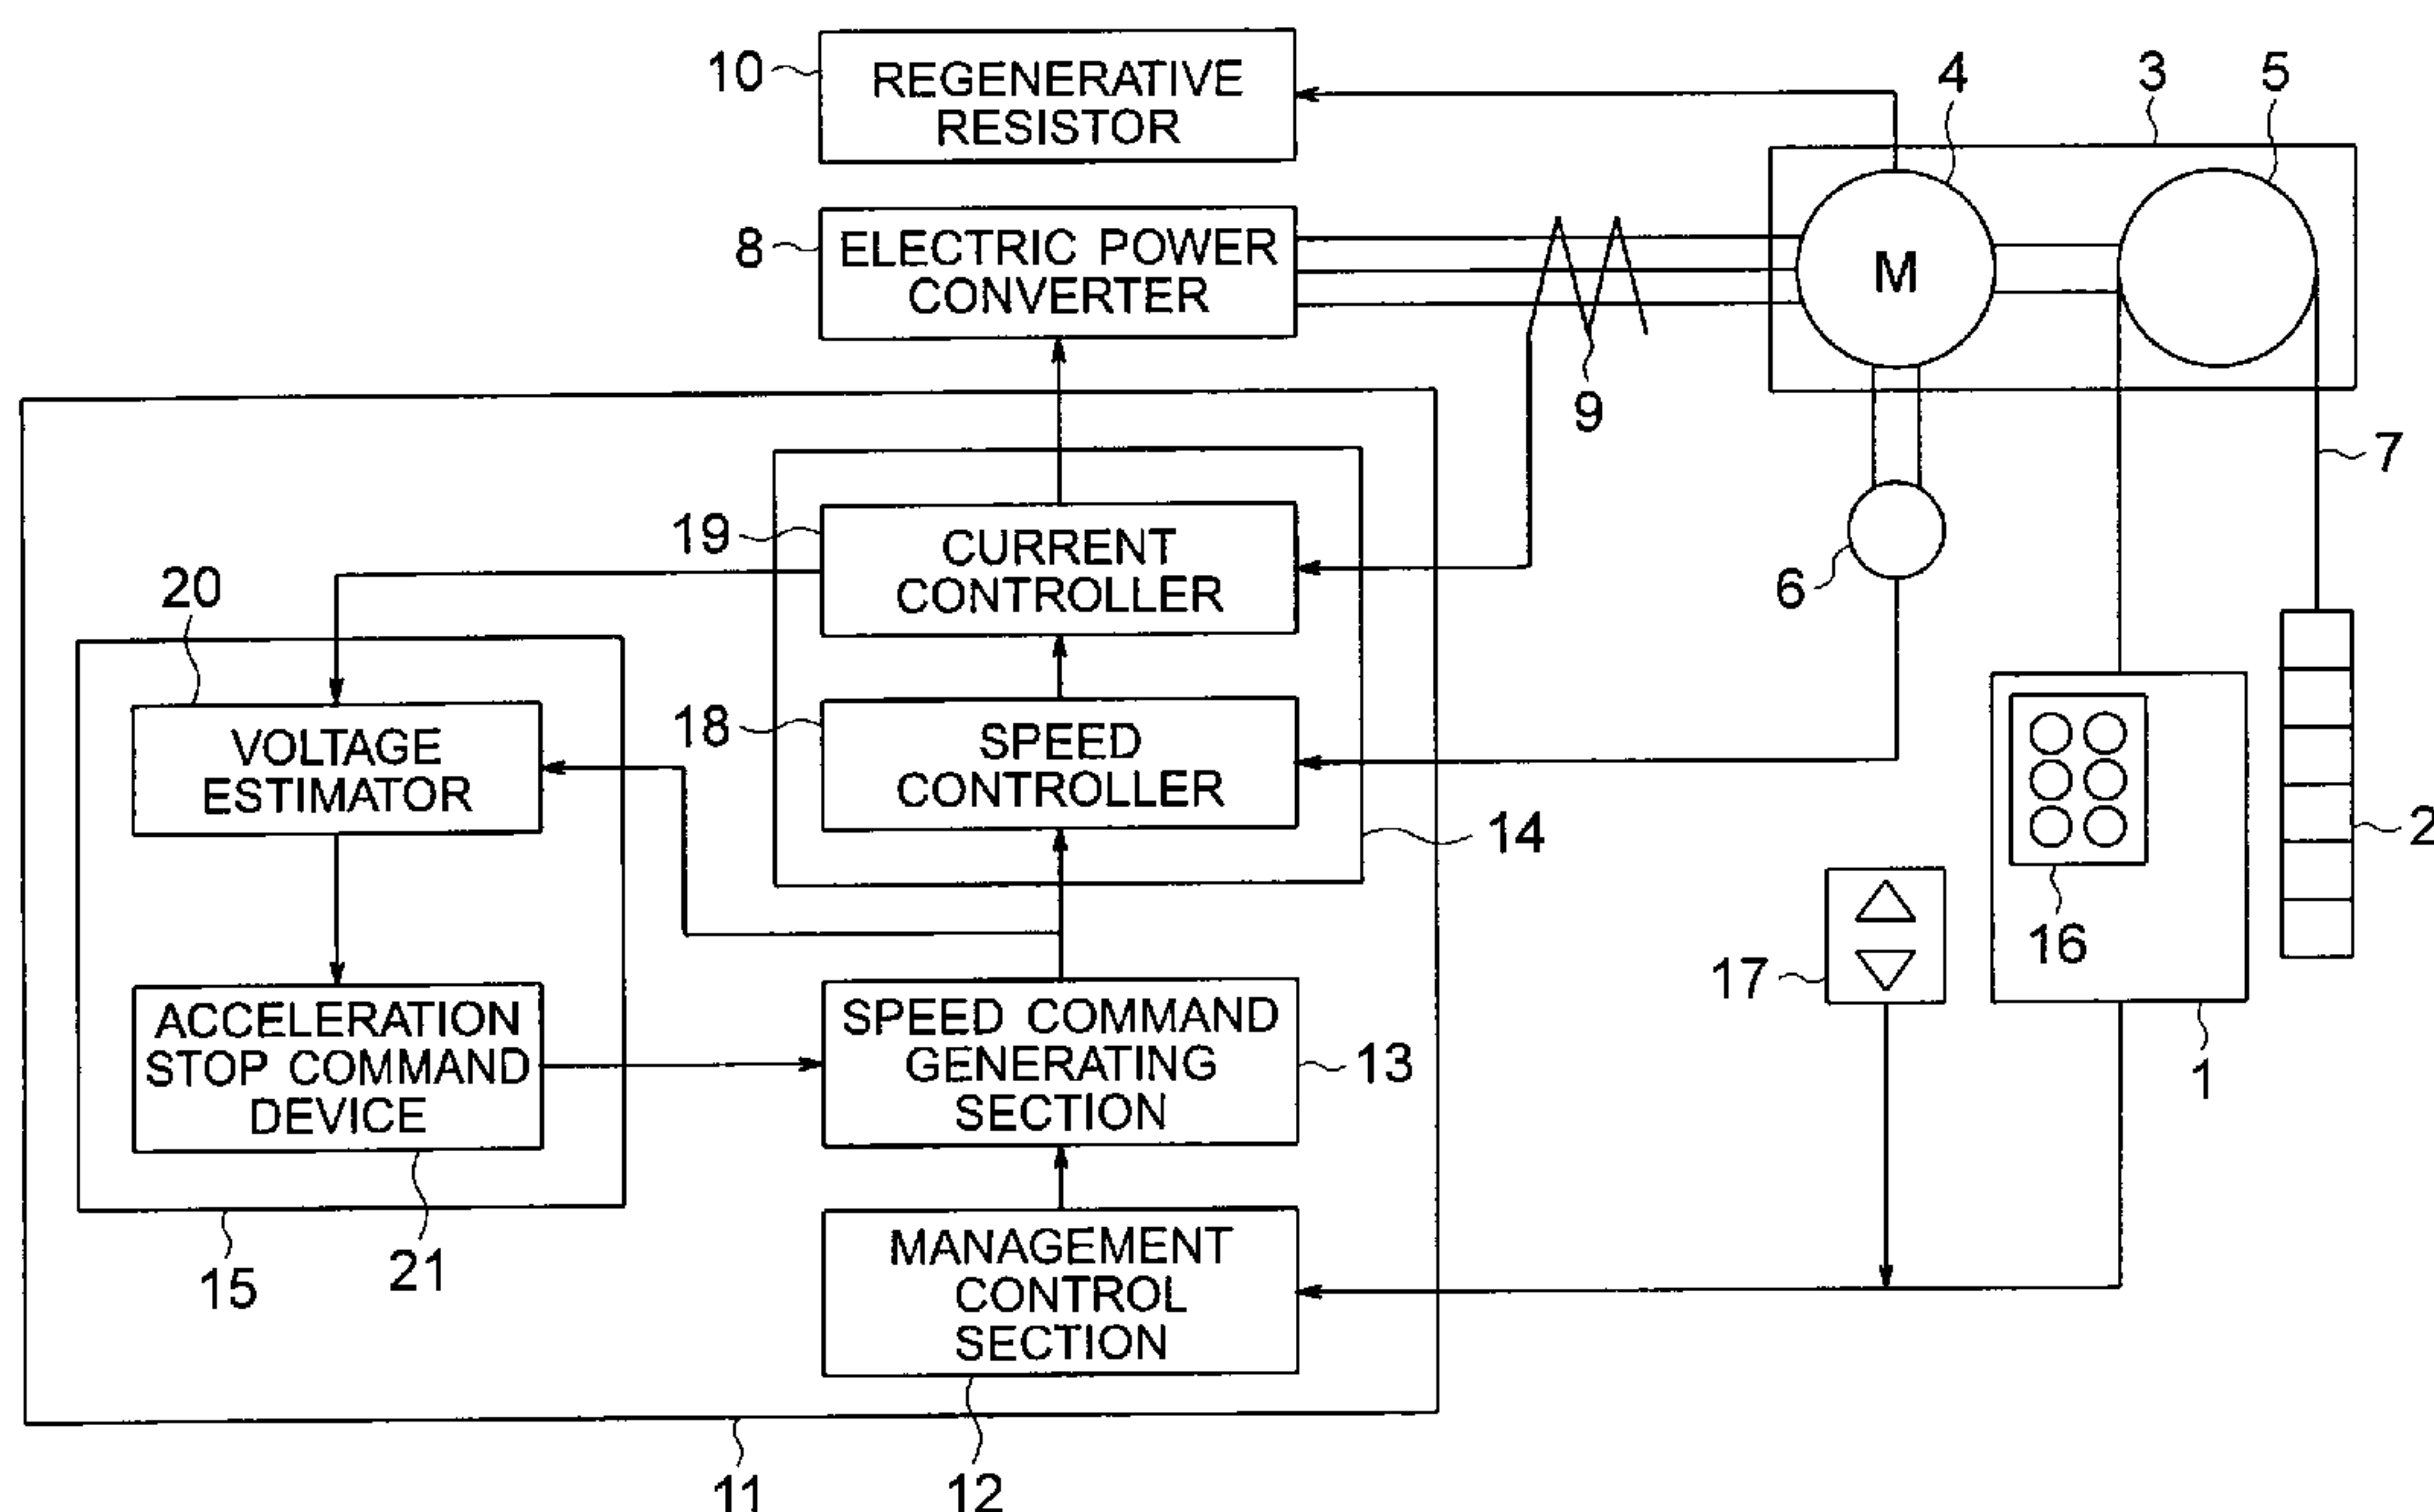 10
REGENERATIVE
RESISTOR
4
3
5
8
ELECTRIC POWER
CONVERTER
M
9
7
19
CURRENT
CONTROLLER
6
20
VOLTAGE
ESTIMATOR
18
SPEED
CONTROLLER
14
2
16
17
ACCELERATION
STOP COMMAND
DEVICE
SPEED COMMAND
GENERATING
SECTION
13
1
15
21
MANAGEMENT
CONTROL
SECTION
11
12